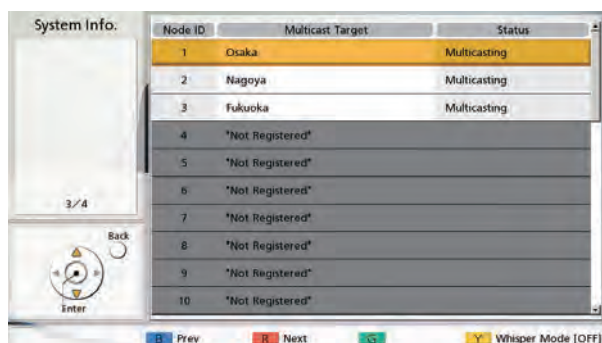 System Info.
Node ID Multicast Target Status
1 Osaka Multicasting
2 Nagoya Multicasting
3 Fukuoka Multicasting
4 *Not Registered*
5 *Not Registered*
6 *Not Registered*
7 *Not Registered*
8 *Not Registered*
9 *Not Registered*
10 *Not Registered*
3/4
Back
Enter
B Prev R Next G Y Whisper Mode [OFF]